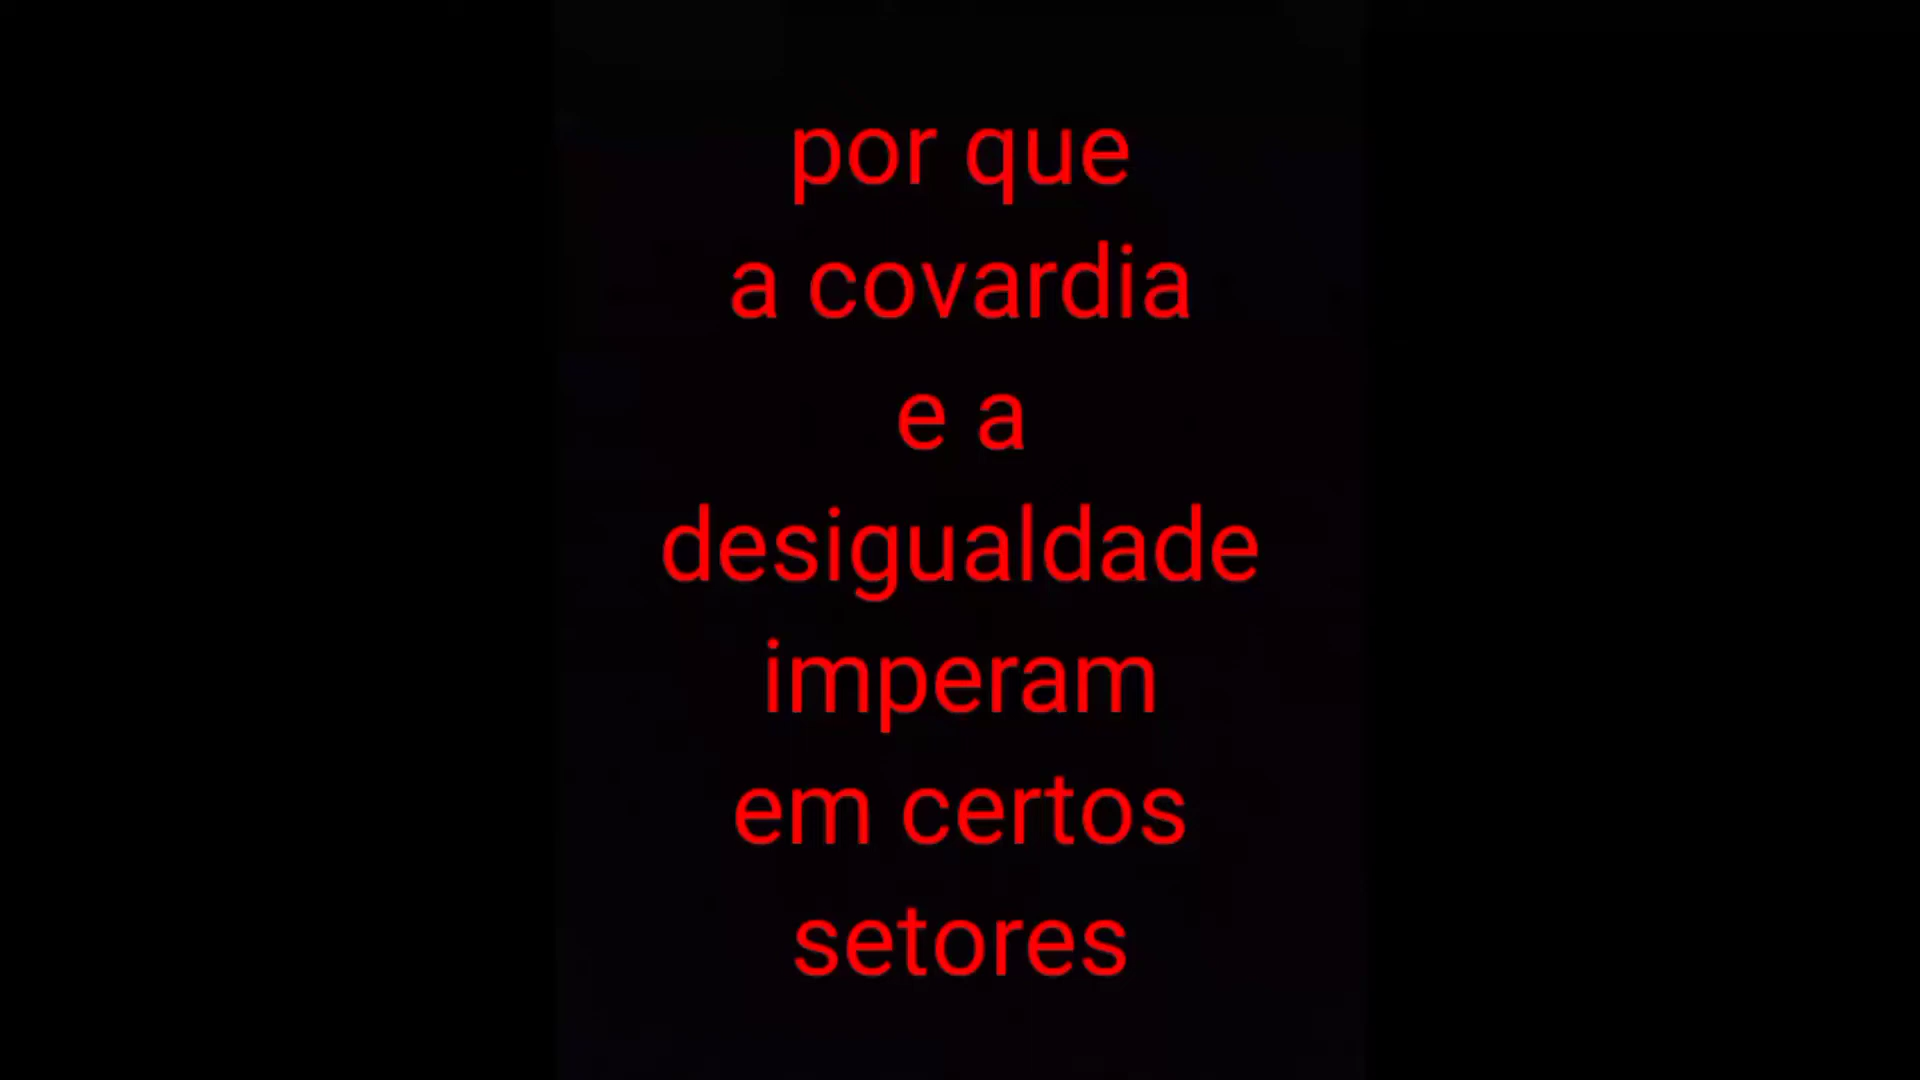 por que
a covardia
e a
desigualdade
imperam
em certos
setores